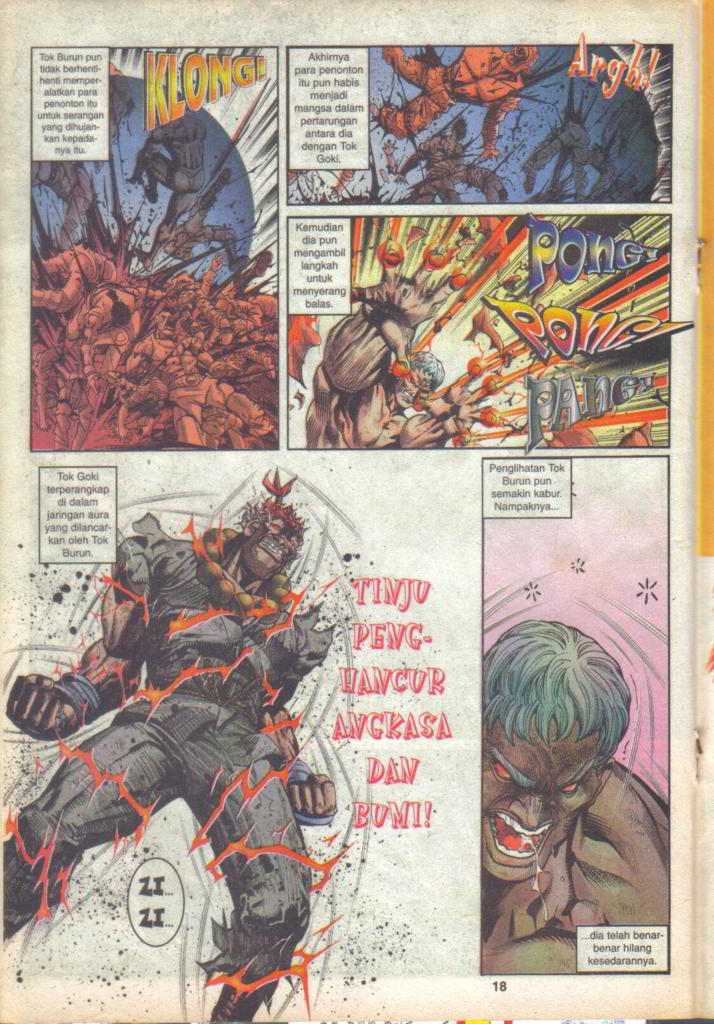 Tok Burun pun
tidak berhenti-
henti memper-
alatkan para
penonton itu
untuk serangan
yang dihujan-
kan kepada-
nya itu.
KLONG!
Akhirnya
para penonton
itu pun habis
menjadi
mangsa dalam
pertarungan
antara dia
dengan Tok
Goki.
Argh!
Kemudian
dia pun
mengambil
langkah
untuk
menyerang
balas.
PONG!
PONG!
PANG!
Tok Goki
terperangkap
di dalam
jaringan aura
yang dilancar-
kan oleh Tok
Burun.
TINJU
PENG-
HANCUR
ANGKASA
DAN
BUMI!
ZI...
ZI...
Penglihatan Tok
Burun pun
semakin kabur.
Nampaknya...
...dia telah benar-
benar hilang
kesedarannya.
18